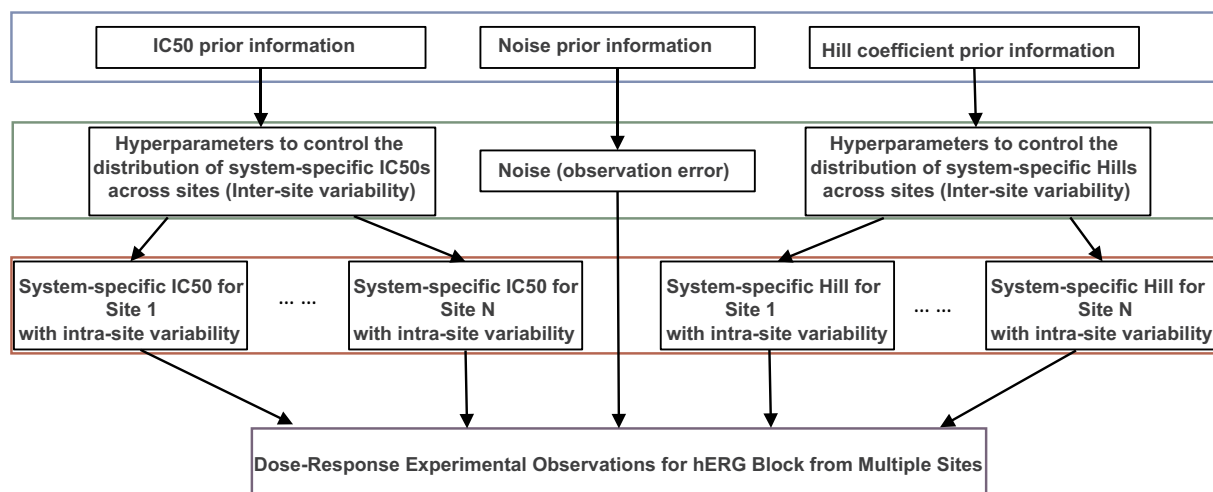 IC50 prior information
Noise prior information
Hill coefficient prior information
Hyperparameters to control the
distribution of system-specific IC50s
across sites (Inter-site variability)
Noise (observation error)
Hyperparameters to control the
distribution of system-specific Hills
across sites (Inter-site variability)
System-specific IC50 for
Site 1
with intra-site variability
... ...
System-specific IC50 for
Site N
with intra-site variability
System-specific Hill for
Site 1
with intra-site variability
... ...
System-specific Hill for
Site N
with intra-site variability
Dose-Response Experimental Observations for hERG Block from Multiple Sites